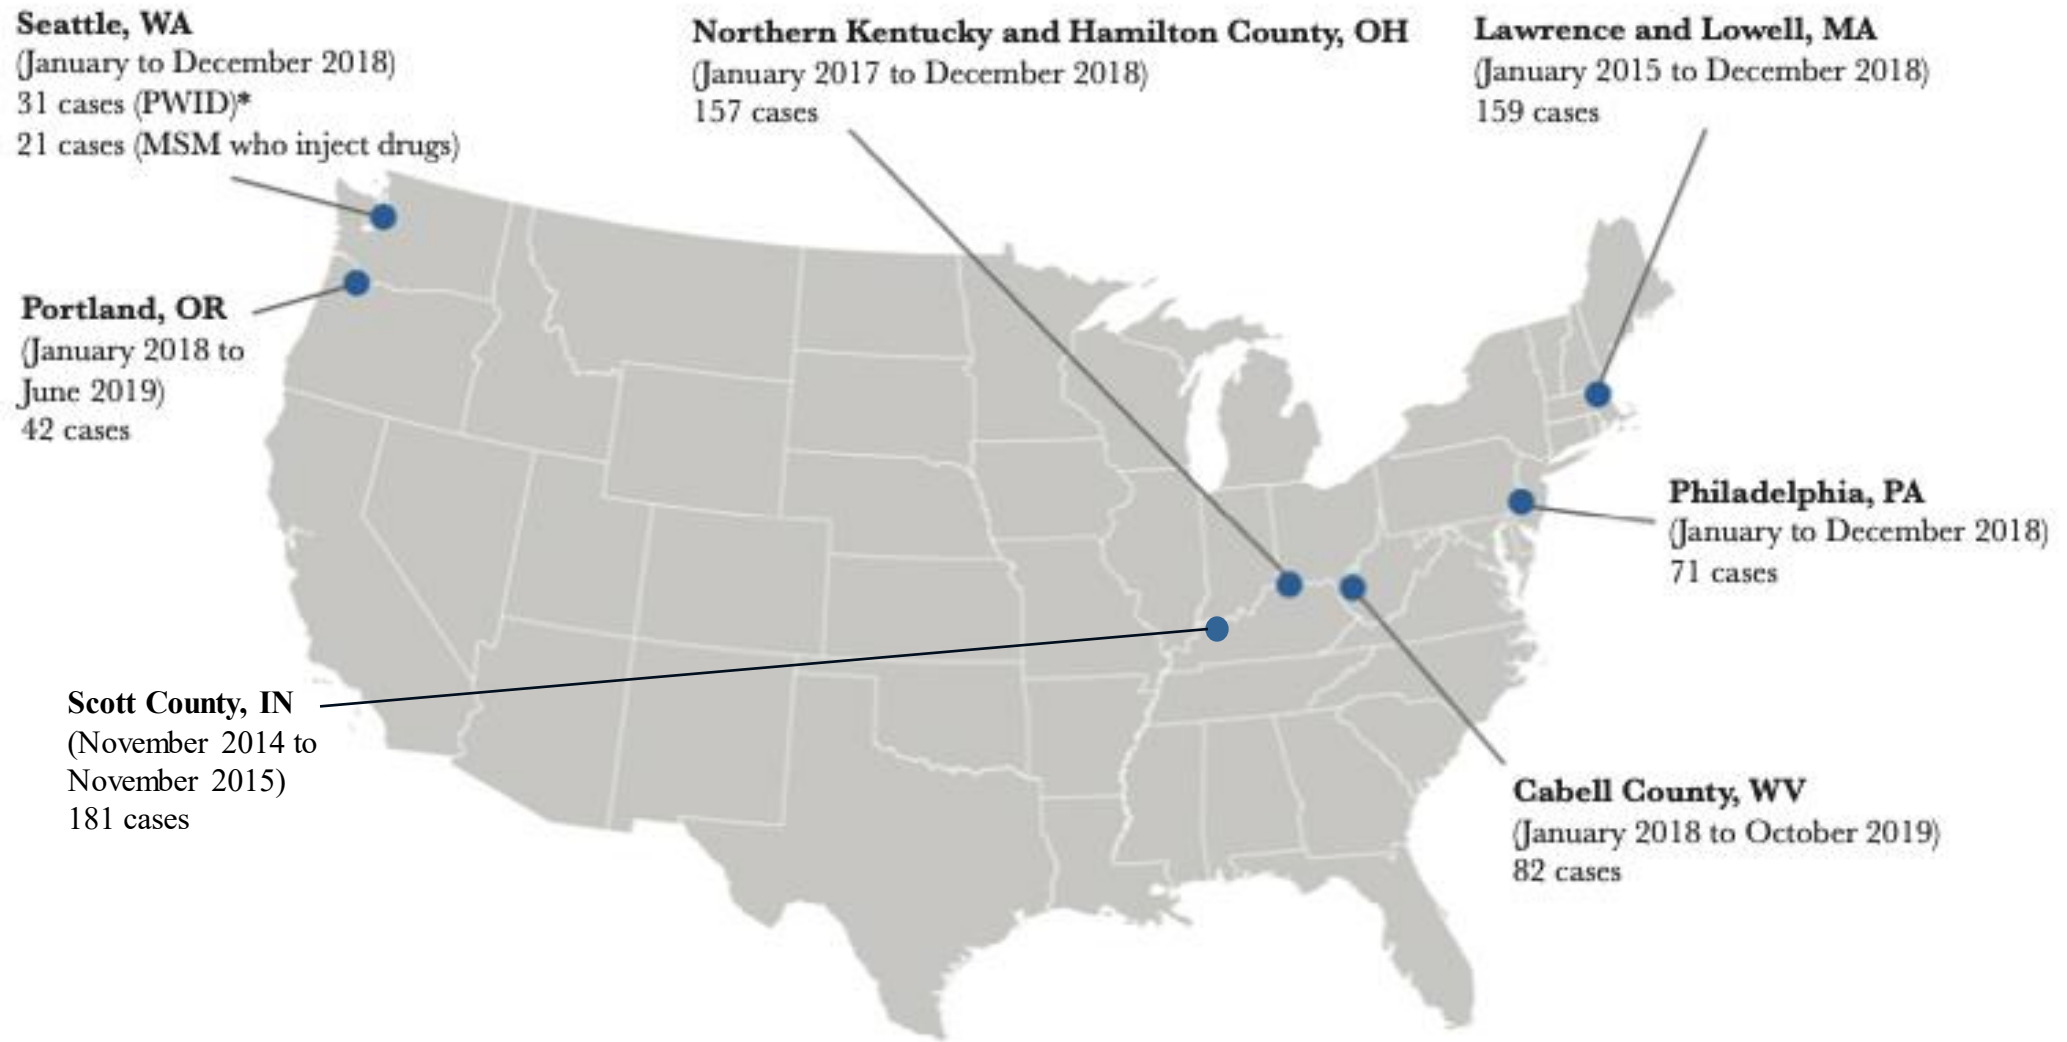 Seattle, WA
(January to December 2018)
31 cases (PWID)*
21 cases (MSM who inject drugs)
Northern Kentucky and Hamilton County, OH
(January 2017 to December 2018)
157 cases
Lawrence and Lowell, MA
(January 2015 to December 2018)
159 cases
Portland, OR
(January 2018 to
June 2019)
42 cases
Philadelphia, PA
(January to December 2018)
71 cases
Scott County, IN
(November 2014 to
November 2015)
181 cases
Cabell County, WV
(January 2018 to October 2019)
82 cases